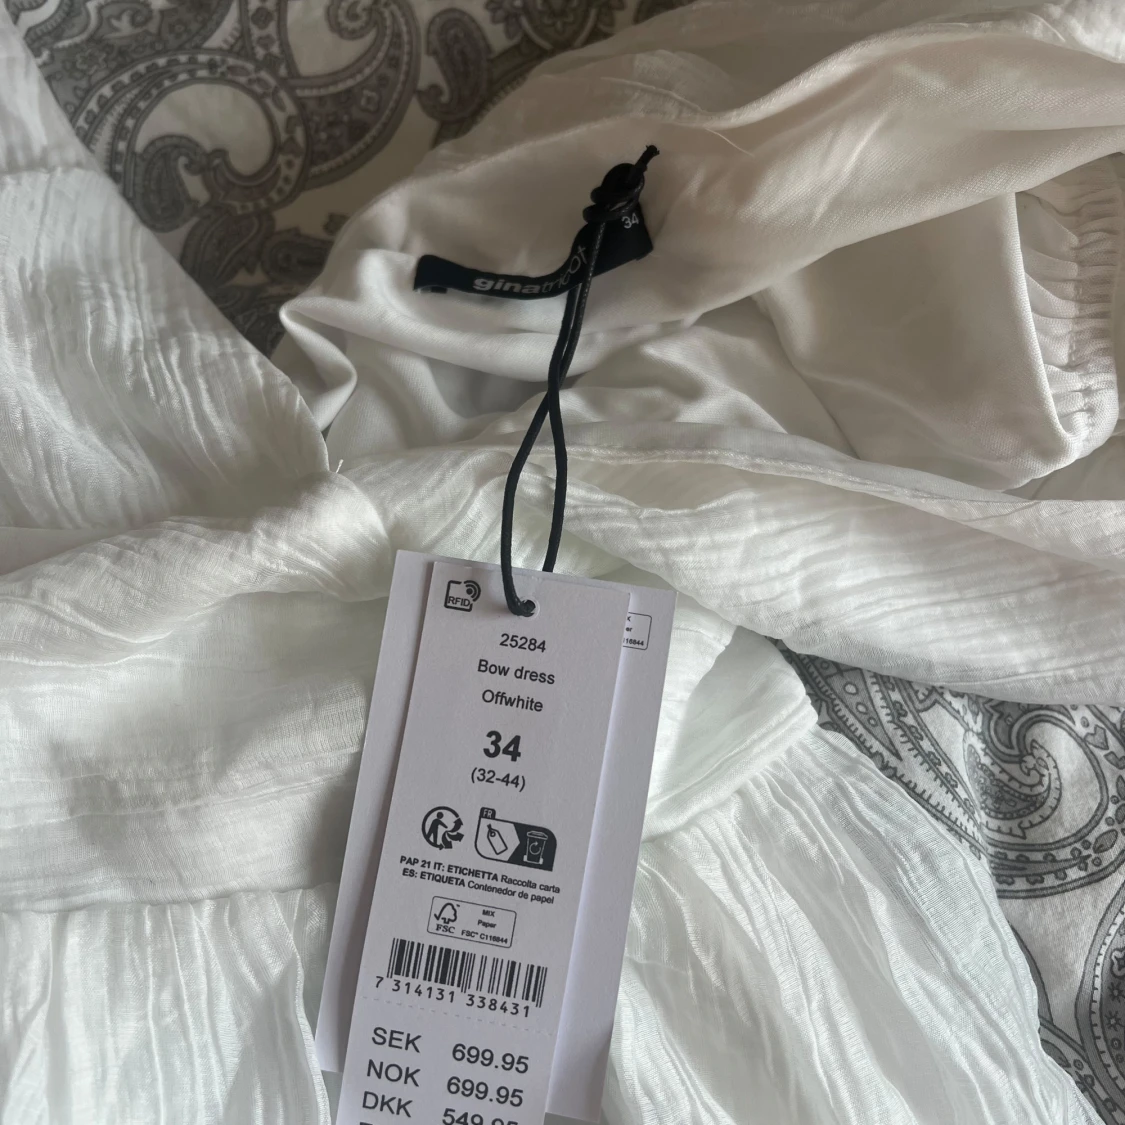 34
ginatricot
RFID
25284
Bow dress
Offwhite
34
(32-44)
FR
PAP 21 IT: ETICHETTA Raccolta carta
ES: ETIQUETA Contenedor de papel
FSC
MIX
Paper
FSC® C116844
7 314131 338431
SEK 699.95
NOK 699.95
DKK 549.95